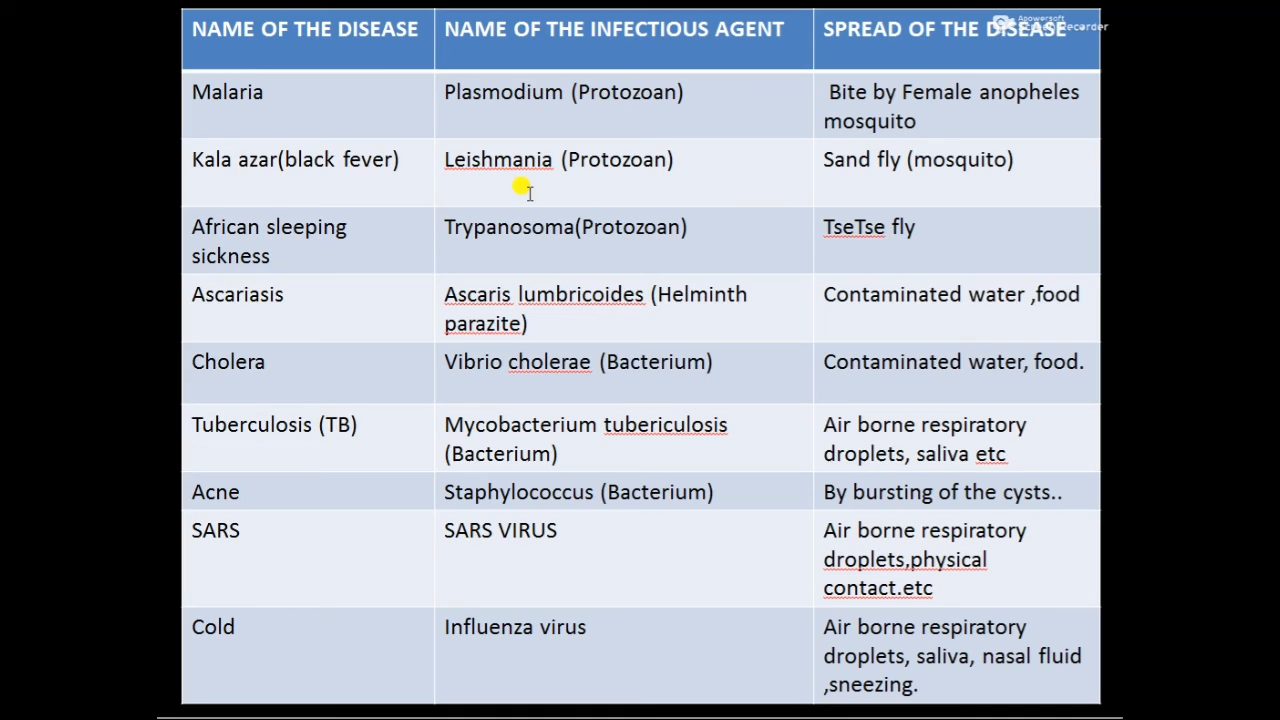 NAME OF THE DISEASE
NAME OF THE INFECTIOUS AGENT
SPREAD OF THE DISEASE
Apowersoft
Screen Recorder
Malaria
Plasmodium (Protozoan)
Bite by Female anopheles
mosquito
Kala azar(black fever)
Leishmania (Protozoan)
Sand fly (mosquito)
African sleeping
sickness
Trypanosoma(Protozoan)
TseTse fly
Ascariasis
Ascaris lumbricoides (Helminth
parazite)
Contaminated water ,food
Cholera
Vibrio cholerae (Bacterium)
Contaminated water, food.
Tuberculosis (TB)
Mycobacterium tubericulosis
(Bacterium)
Air borne respiratory
droplets, saliva etc
Acne
Staphylococcus (Bacterium)
By bursting of the cysts..
SARS
SARS VIRUS
Air borne respiratory
droplets,physical
contact.etc
Cold
Influenza virus
Air borne respiratory
droplets, saliva, nasal fluid
,sneezing.